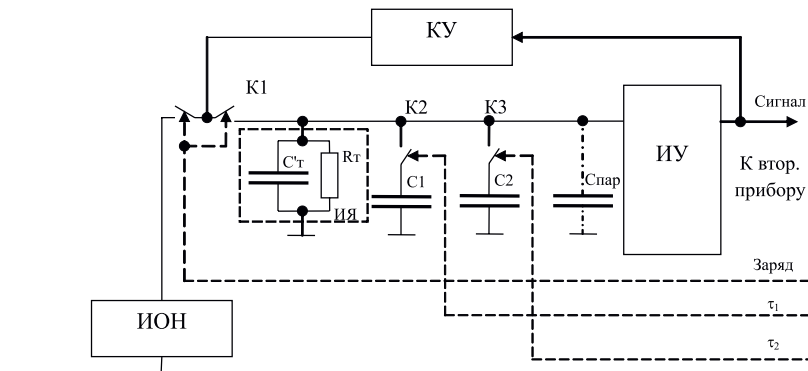 КУ
К1
К2
К3
Сигнал
С'т
Rт
С1
С2
Спар
ИУ
К втор.
прибору
ИЯ
Заряд
ИОН
τ1
τ2